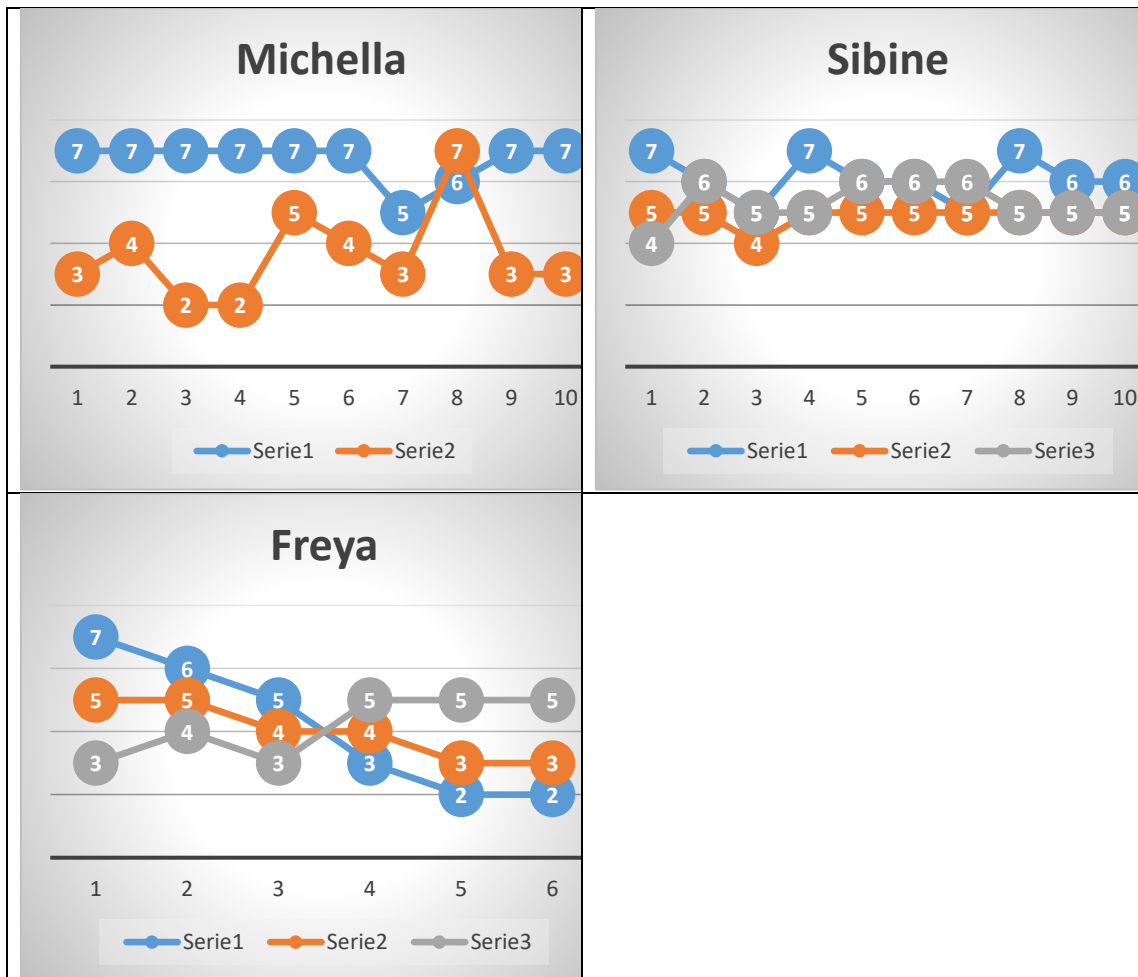 Michella
7 7 7 7 7 7 5 6 7 7
3 4 2 2 5 4 3 7 3 3
1 2 3 4 5 6 7 8 9 10
Serie1 Serie2
Sibine
7 7 7 6 6
6 6 6 6
5 5 5 5 5 5 5 5 5 5
4 4
1 2 3 4 5 6 7 8 9 10
Serie1 Serie2 Serie3
Freya
7 6 5 3 2 2
5 5 4 4 3 3
3 4 3 5 5 5
1 2 3 4 5 6
Serie1 Serie2 Serie3